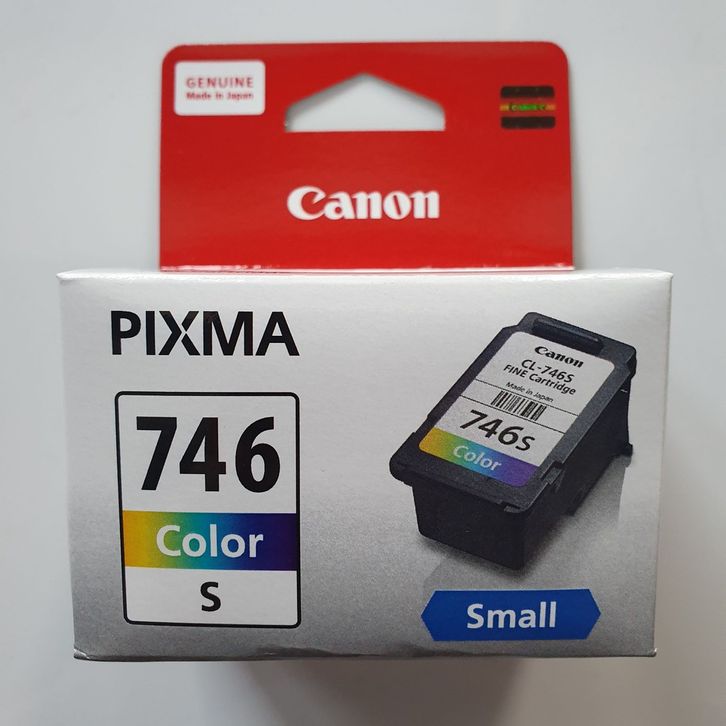 GENUINE
Made in Japan
Canon
PIXMA
746
Color
S
Canon
CL-746S
FINE Cartridge
Made in Japan
746s
Color
Small